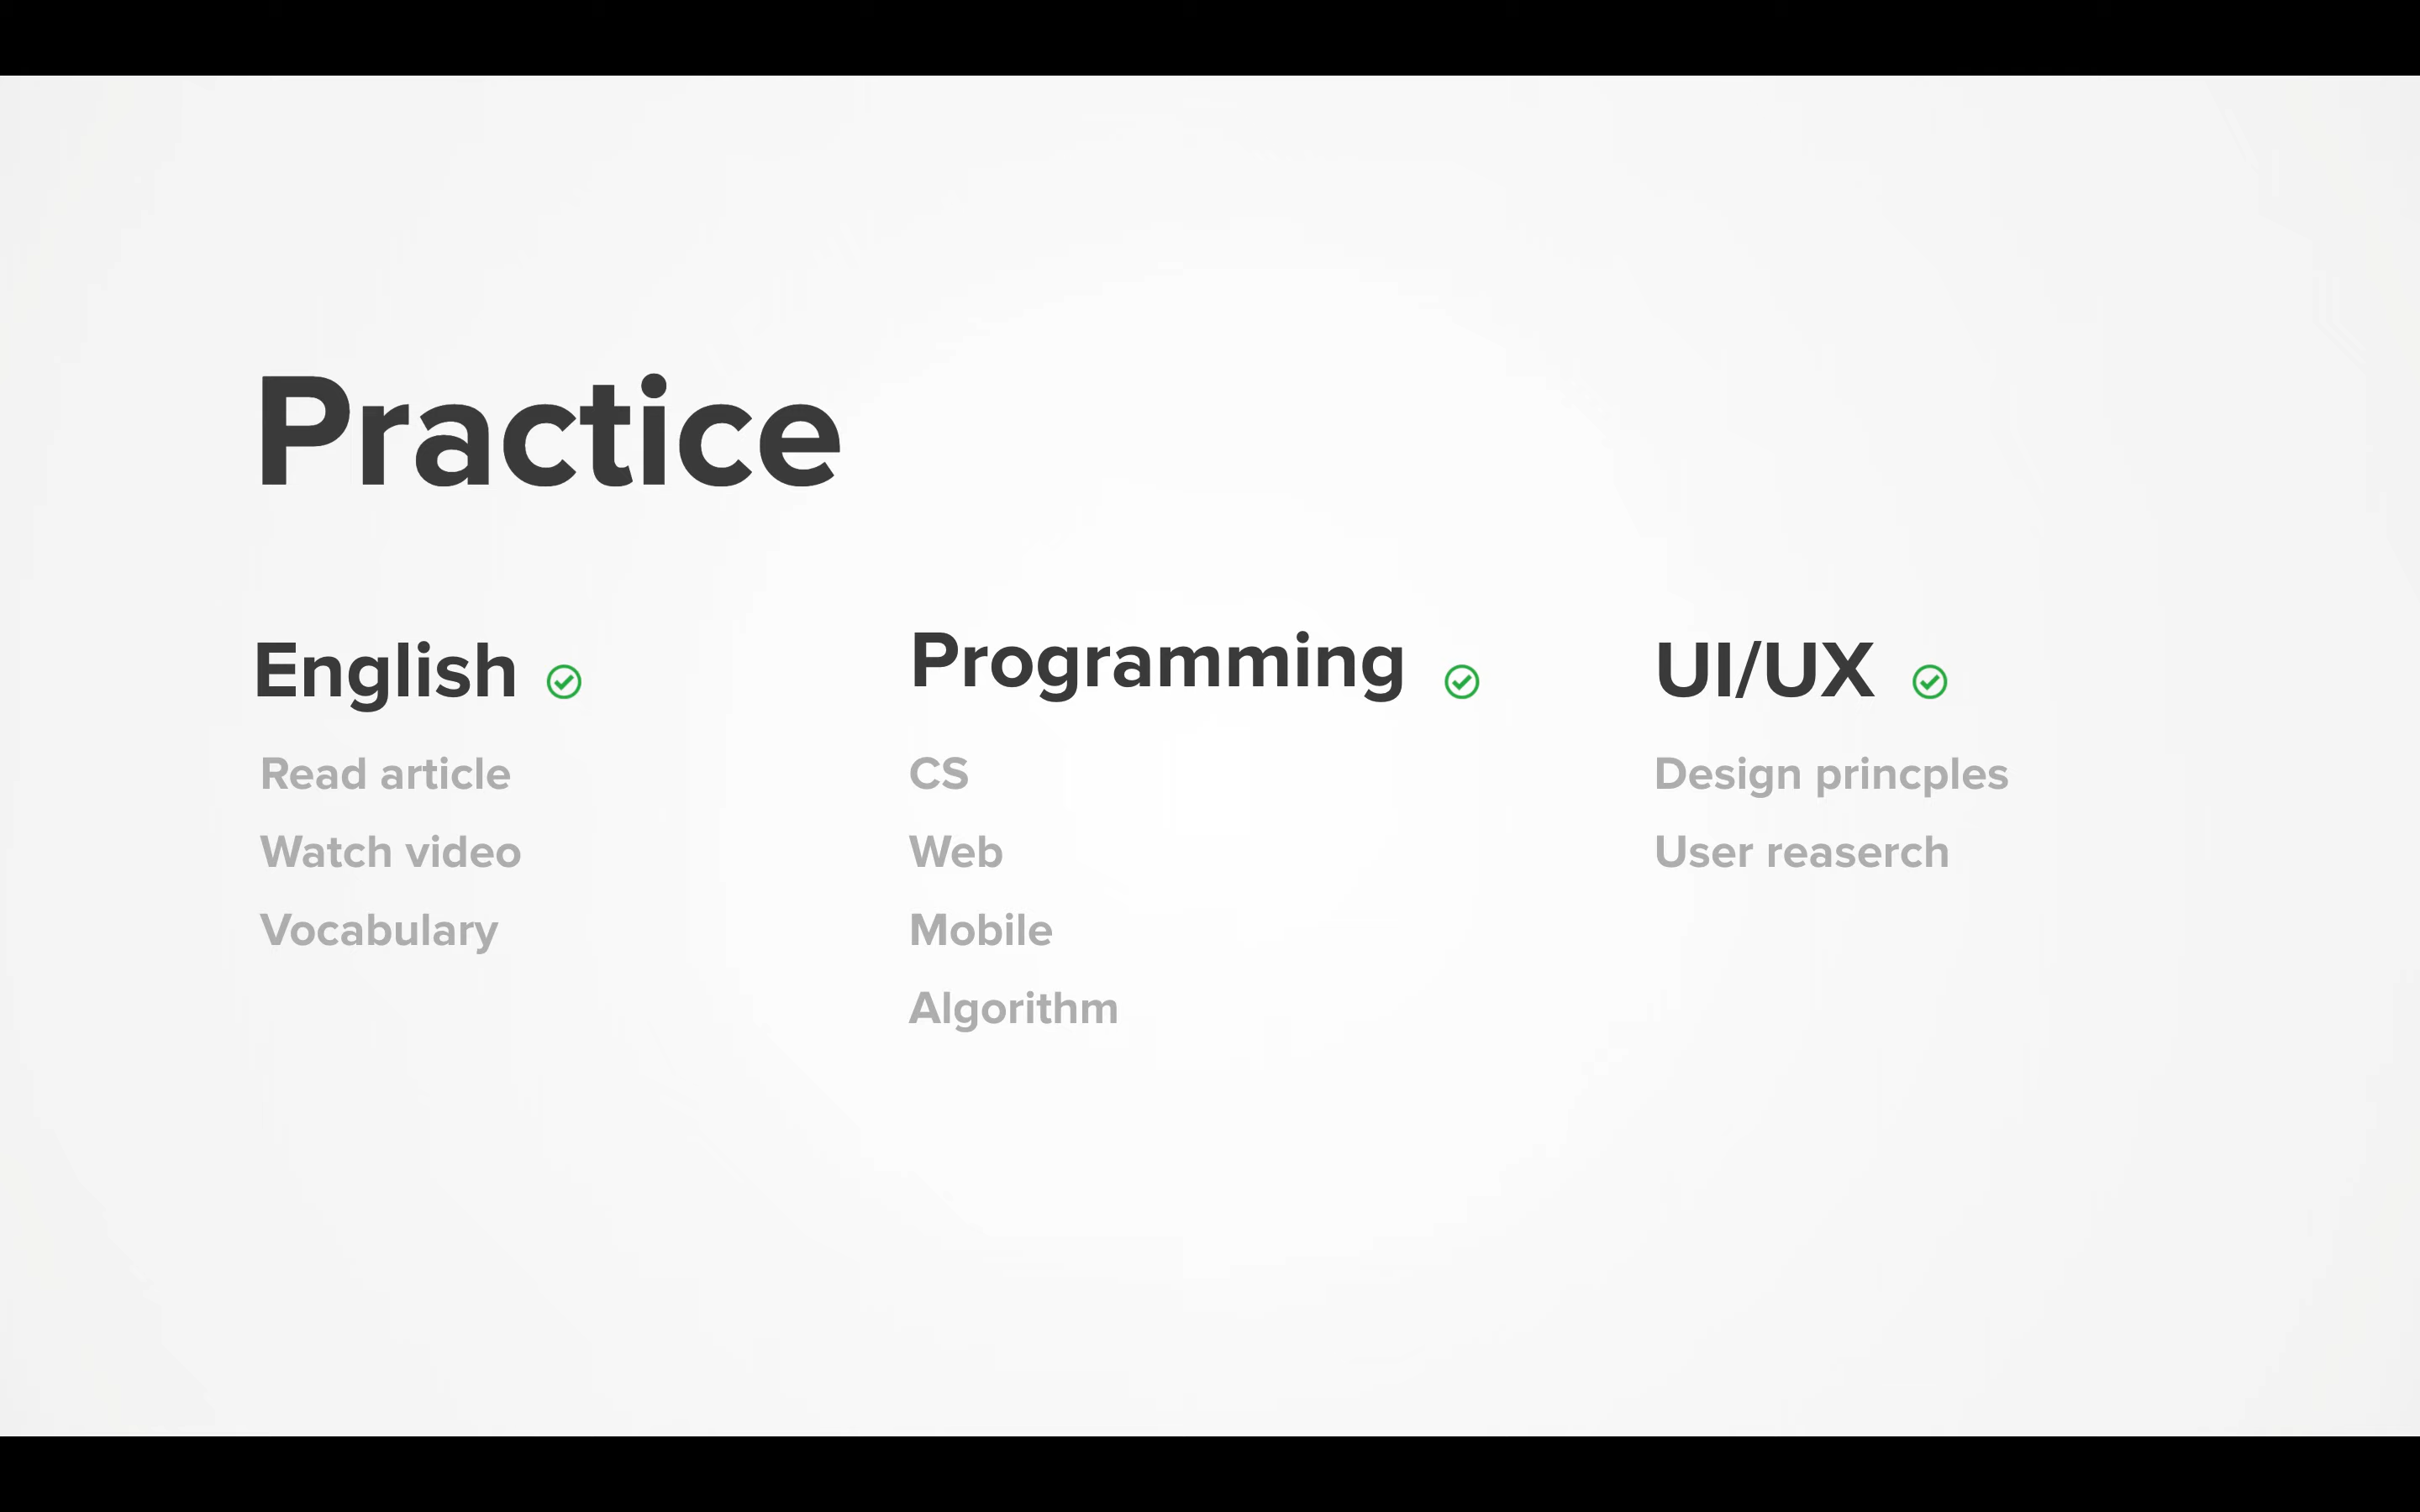 Practice
English
Read article
Watch video
Vocabulary
Programming
CS
Web
Mobile
Algorithm
UI/UX
Design princples
User reaserch